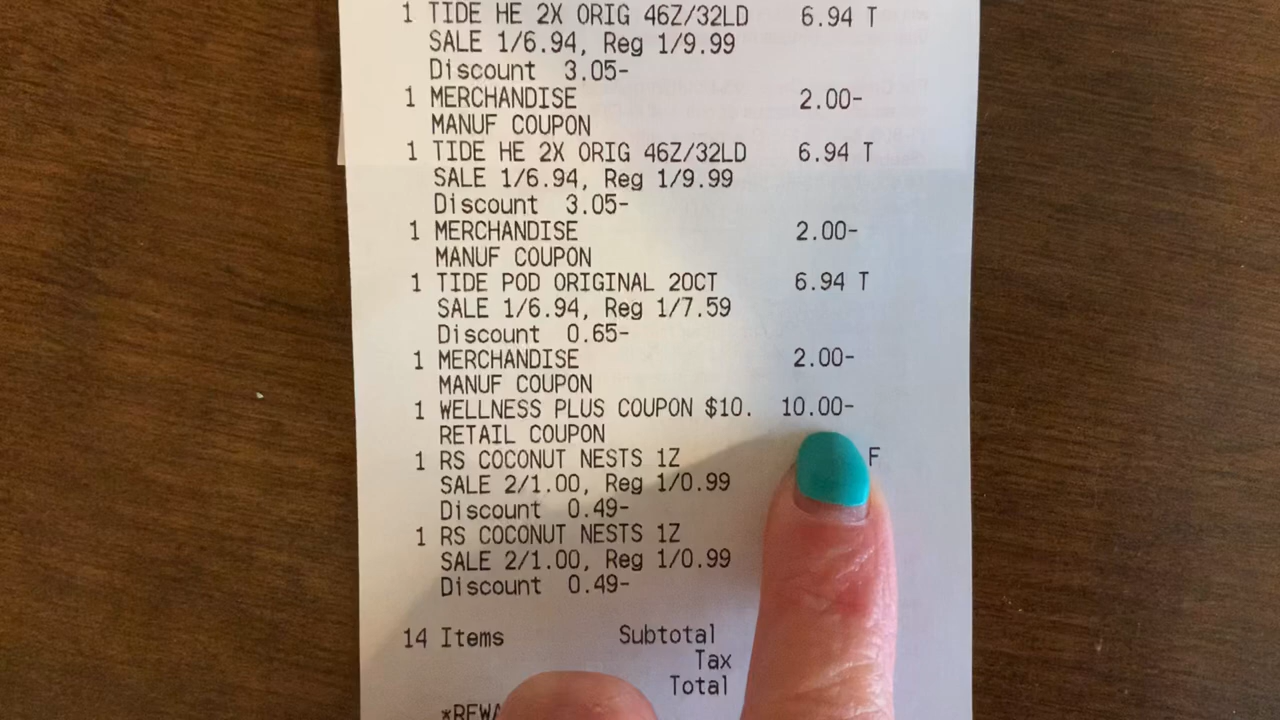 1 TIDE HE 2X ORIG 46Z/32LD 6.94 T
SALE 1/6.94, Reg 1/9.99
Discount 3.05-
1 MERCHANDISE 2.00-
MANUF COUPON
1 TIDE HE 2X ORIG 46Z/32LD 6.94 T
SALE 1/6.94, Reg 1/9.99
Discount 3.05-
1 MERCHANDISE 2.00-
MANUF COUPON
1 TIDE POD ORIGINAL 20CT 6.94 T
SALE 1/6.94, Reg 1/7.59
Discount 0.65-
1 MERCHANDISE 2.00-
MANUF COUPON
1 WELLNESS PLUS COUPON $10. 10.00-
RETAIL COUPON
1 RS COCONUT NESTS 1Z F
SALE 2/1.00, Reg 1/0.99
Discount 0.49-
1 RS COCONUT NESTS 1Z
SALE 2/1.00, Reg 1/0.99
Discount 0.49-
14 Items Subtotal
Tax
Total